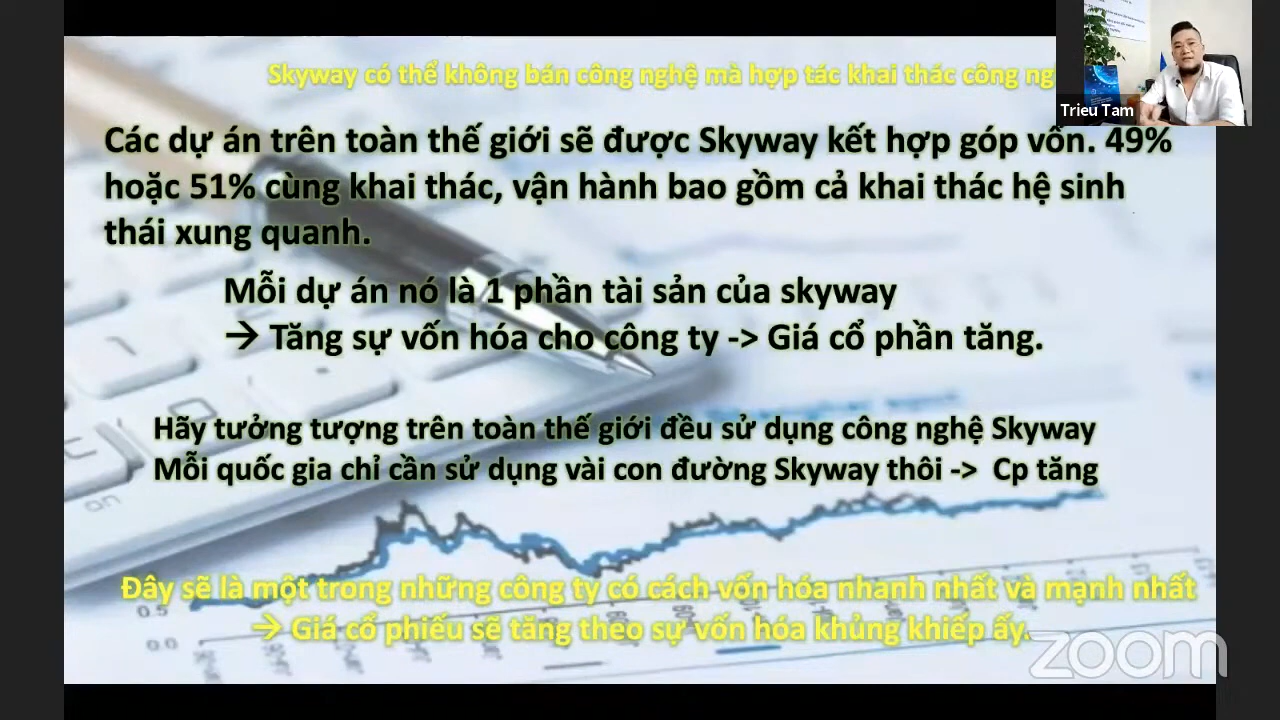 Skyway có thể không bán công nghệ mà hợp tác khai thác công
Trieu Tam
Các dự án trên toàn thế giới sẽ được Skyway kết hợp góp vốn. 49%
hoặc 51% cùng khai thác, vận hành bao gồm cả khai thác hệ sinh
thái xung quanh.
Mỗi dự án nó là 1 phần tài sản của skyway
→ Tăng sự vốn hóa cho công ty -> Giá cổ phần tăng.
Hãy tưởng tượng trên toàn thế giới đều sử dụng công nghệ Skyway
Mỗi quốc gia chỉ cần sử dụng vài con đường Skyway thôi -> Cp tăng
Đây sẽ là một trong những công ty có cách vốn hóa nhanh nhất và mạnh nhất
→ Giá cổ phiếu sẽ tăng theo sự vốn hóa khủng khiếp ấy.
0.5
0.0
zoom